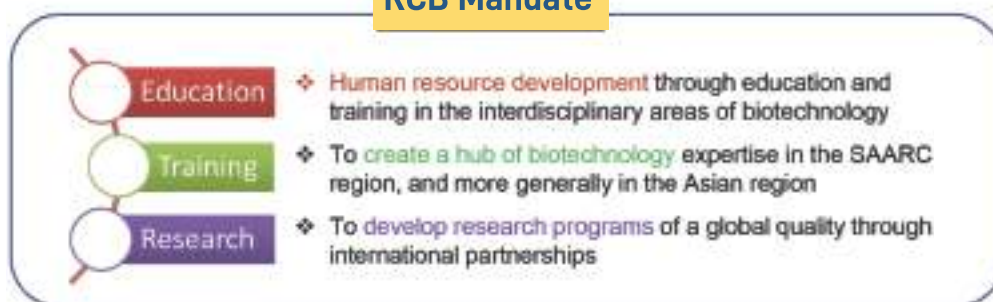 RCB Mandate
Education
❖ Human resource development through education and
training in the interdisciplinary areas of biotechnology
Training
❖ To create a hub of biotechnology expertise in the SAARC
region, and more generally in the Asian region
Research
❖ To develop research programs of a global quality through
international partnerships